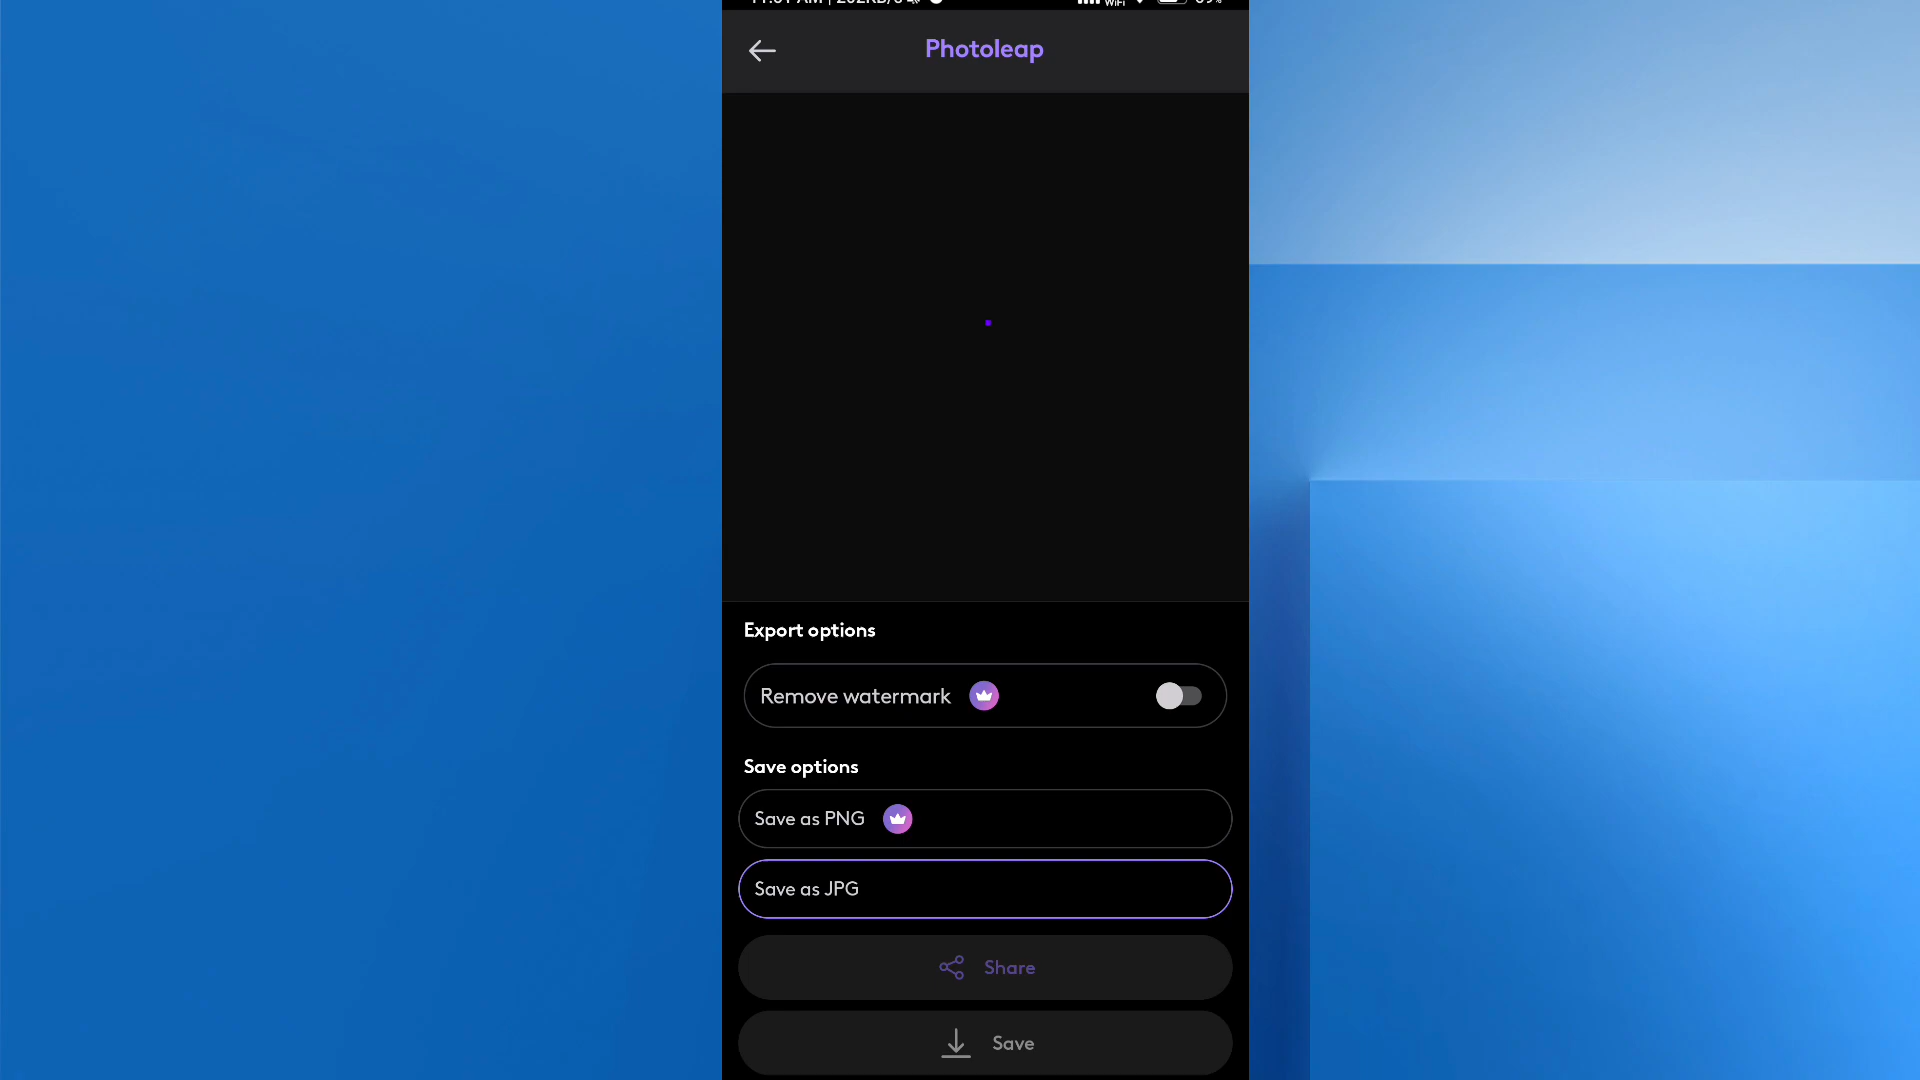 Photoleap
Export options
Remove watermark
Save options
Save as PNG
Save as JPG
Share
Save